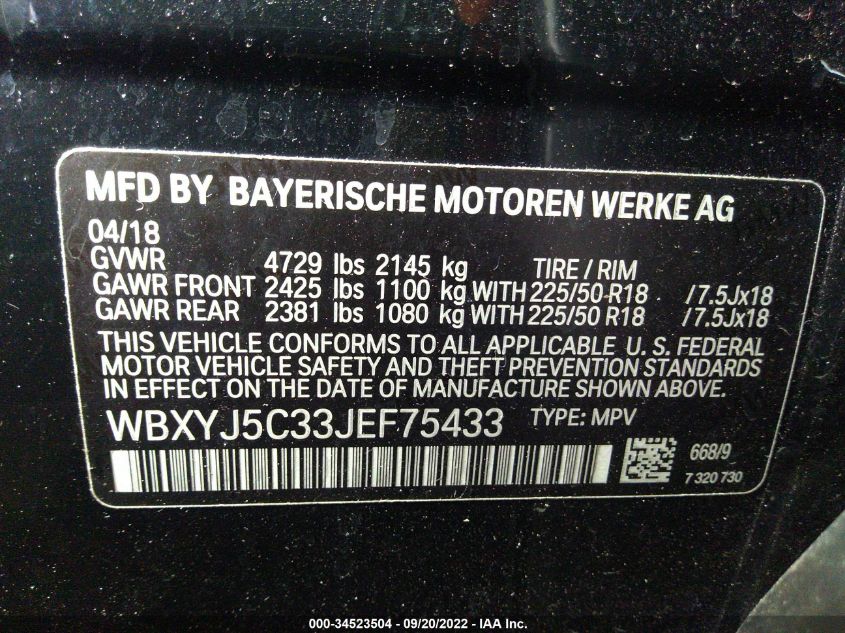 MFD BY BAYERISCHE MOTOREN WERKE AG
04/18
GVWR 4729 lbs 2145 kg TIRE / RIM
GAWR FRONT 2425 lbs 1100 kg WITH 225/50-R18 / 7.5Jx18
GAWR REAR 2381 lbs 1080 kg WITH 225/50 R18 / 7.5Jx18
THIS VEHICLE CONFORMS TO ALL APPLICABLE U. S. FEDERAL
MOTOR VEHICLE SAFETY AND THEFT PREVENTION STANDARDS
IN EFFECT ON THE DATE OF MANUFACTURE SHOWN ABOVE.
WBXYJ5C33JEF75433 TYPE: MPV
668/9
7 320 730
000-34523504 - 09/20/2022 - IAA Inc.